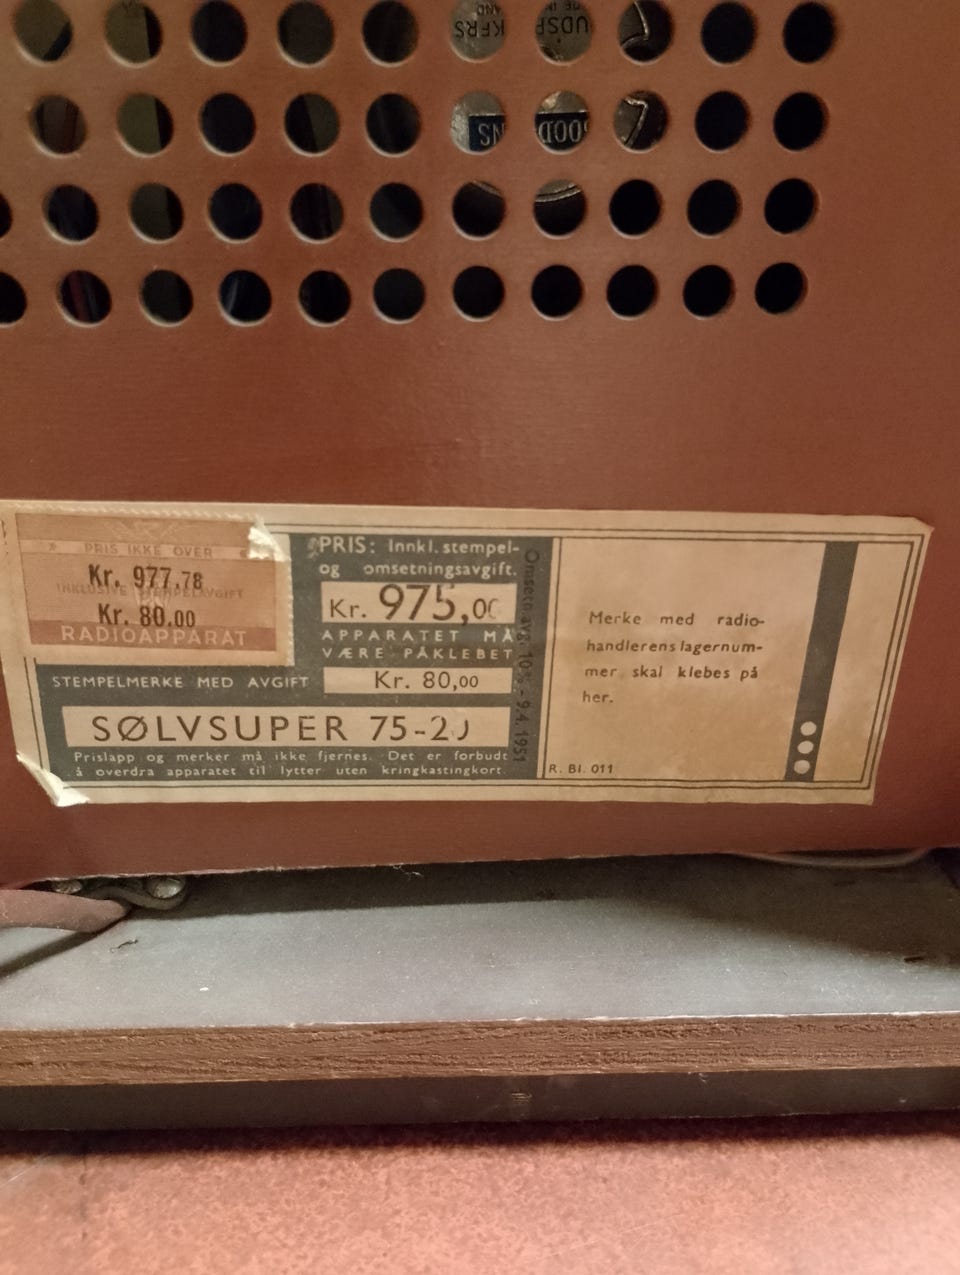 GOOD
» PRIS IKKE OVER «
Kr. 977.78
INKLUSIVE STEMPELAVGIFT
Kr. 80.00
RADIOAPPARAT
PRIS: Innkl. stempel-
og omsetningsavgift.
Kr. 975,00
APPARATET MÅ
VÆRE PÅKLEBET
STEMPELMERKE MED AVGIFT
Kr. 80,00
SØLVSUPER 75-20
Prislapp og merker må ikke fjernes. Det er forbudt
å overdra apparatet til lytter uten kringkastingkort.
Omsetn.avg. 10% - 9.4.1951
Merke med radio-
handlerens lagernum-
mer skal klebes på
her.
R. Bl. 011